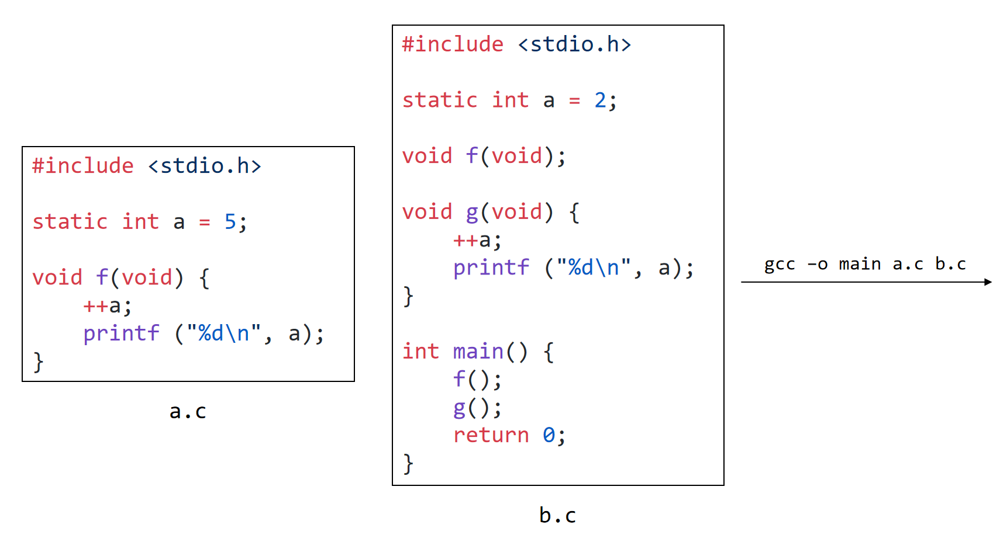 #include <stdio.h>
static int a = 5;
void f(void) {
++a;
printf ("%d\n", a);
}
a.c
#include <stdio.h>
static int a = 2;
void f(void);
void g(void) {
++a;
printf ("%d\n", a);
}
int main() {
f();
g();
return 0;
}
b.c
gcc –o main a.c b.c